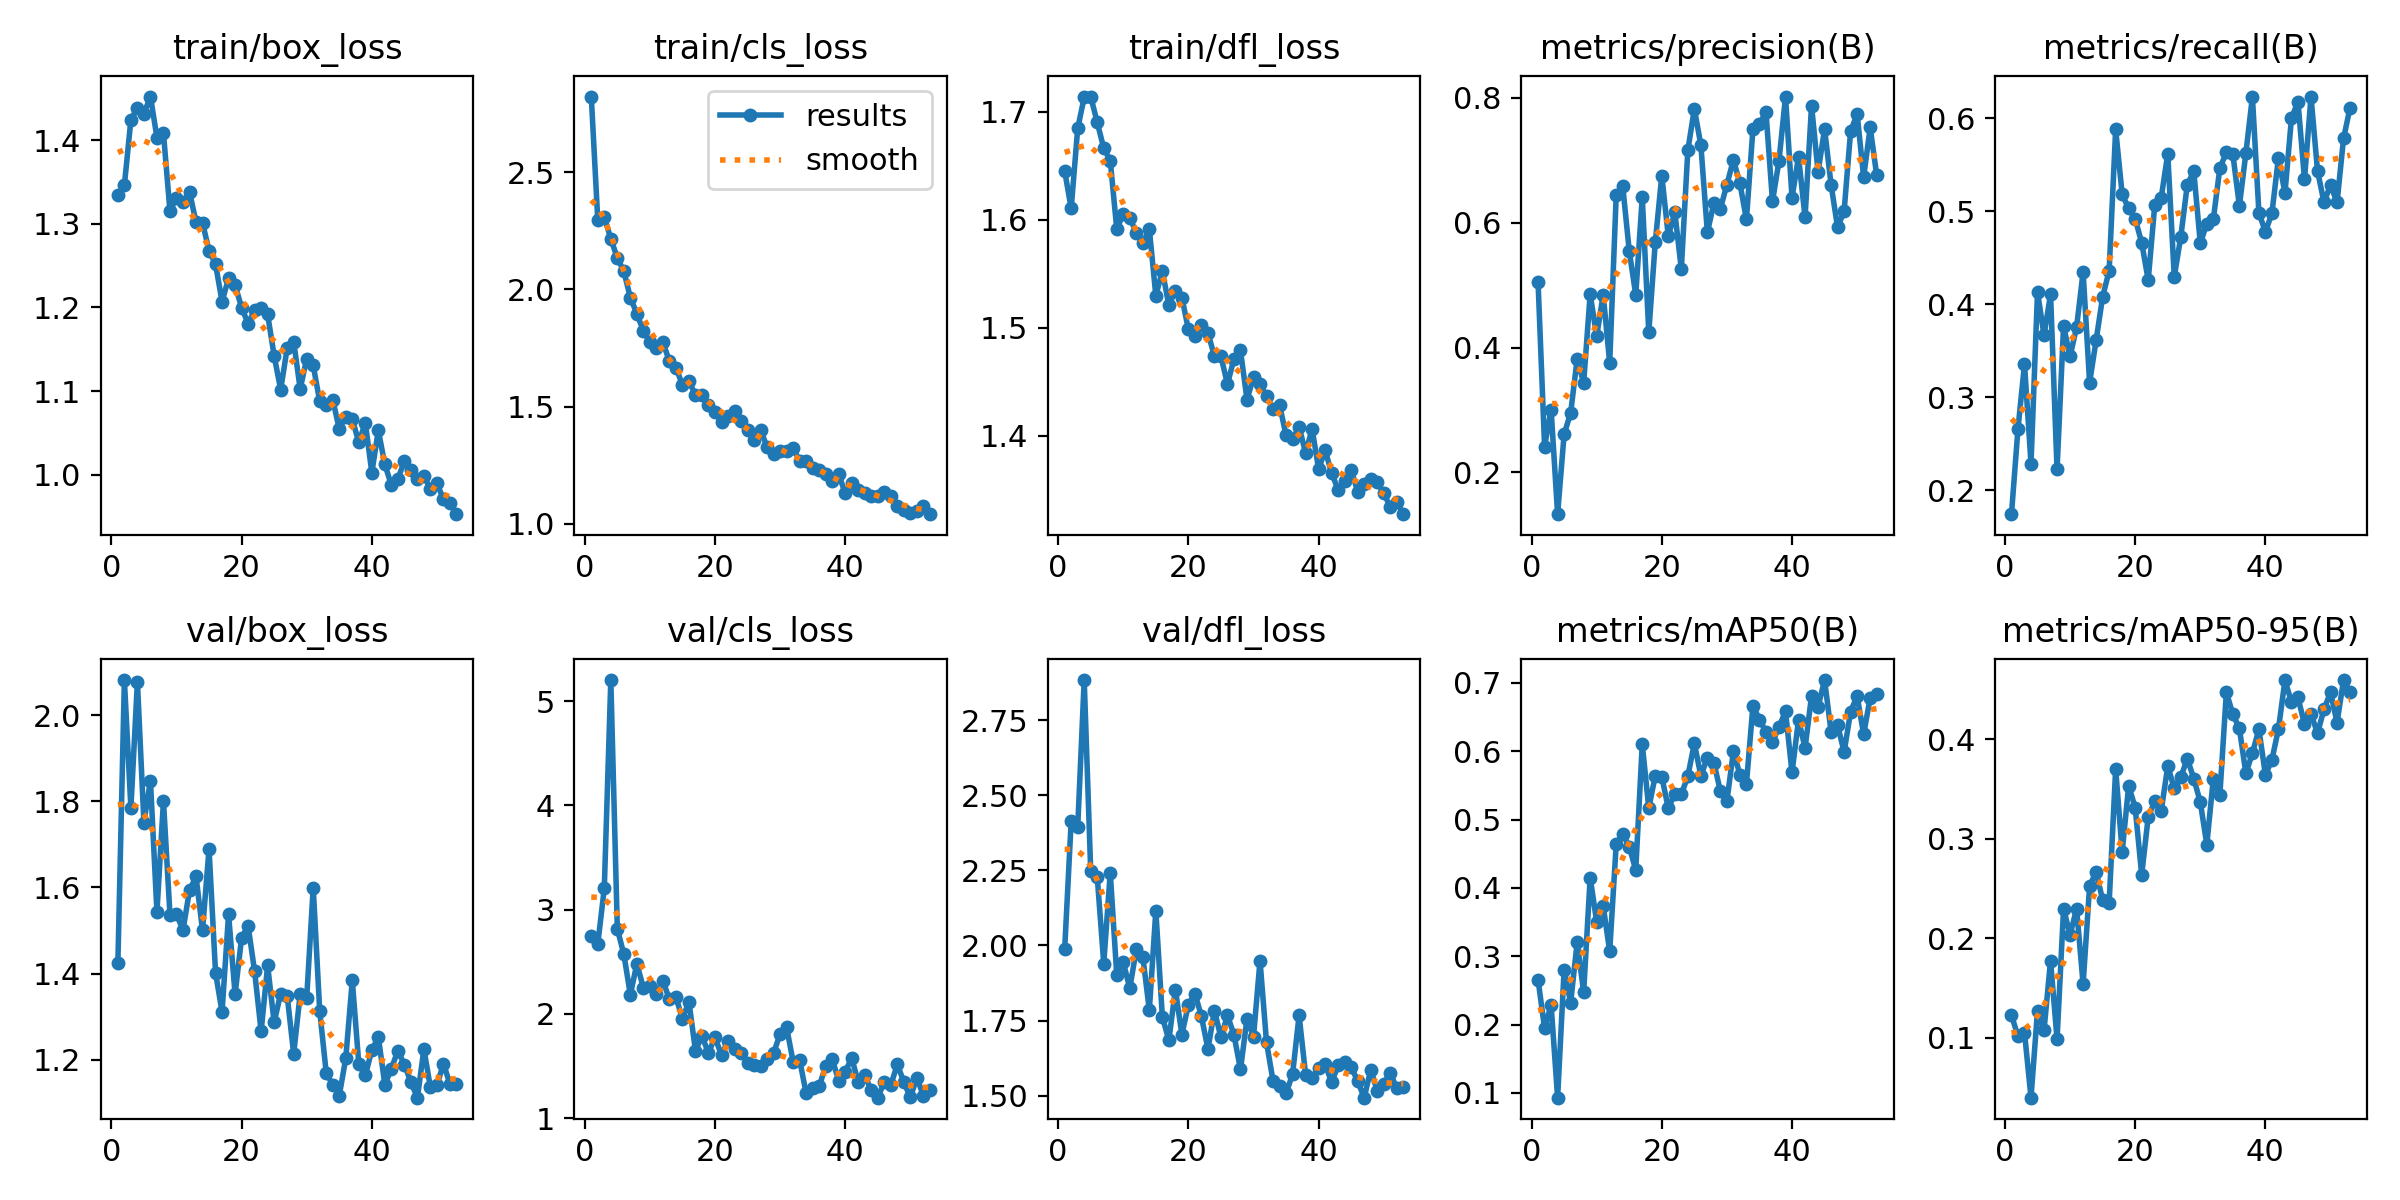 train/box_loss
1.4
1.3
1.2
1.1
1.0
0 20 40
train/cls_loss
results
smooth
2.5
2.0
1.5
1.0
0 20 40
train/dfl_loss
1.7
1.6
1.5
1.4
0 20 40
metrics/precision(B)
0.8
0.6
0.4
0.2
0 20 40
metrics/recall(B)
0.6
0.5
0.4
0.3
0.2
0 20 40
val/box_loss
2.0
1.8
1.6
1.4
1.2
0 20 40
val/cls_loss
5
4
3
2
1
0 20 40
val/dfl_loss
2.75
2.50
2.25
2.00
1.75
1.50
0 20 40
metrics/mAP50(B)
0.7
0.6
0.5
0.4
0.3
0.2
0.1
0 20 40
metrics/mAP50-95(B)
0.4
0.3
0.2
0.1
0 20 40